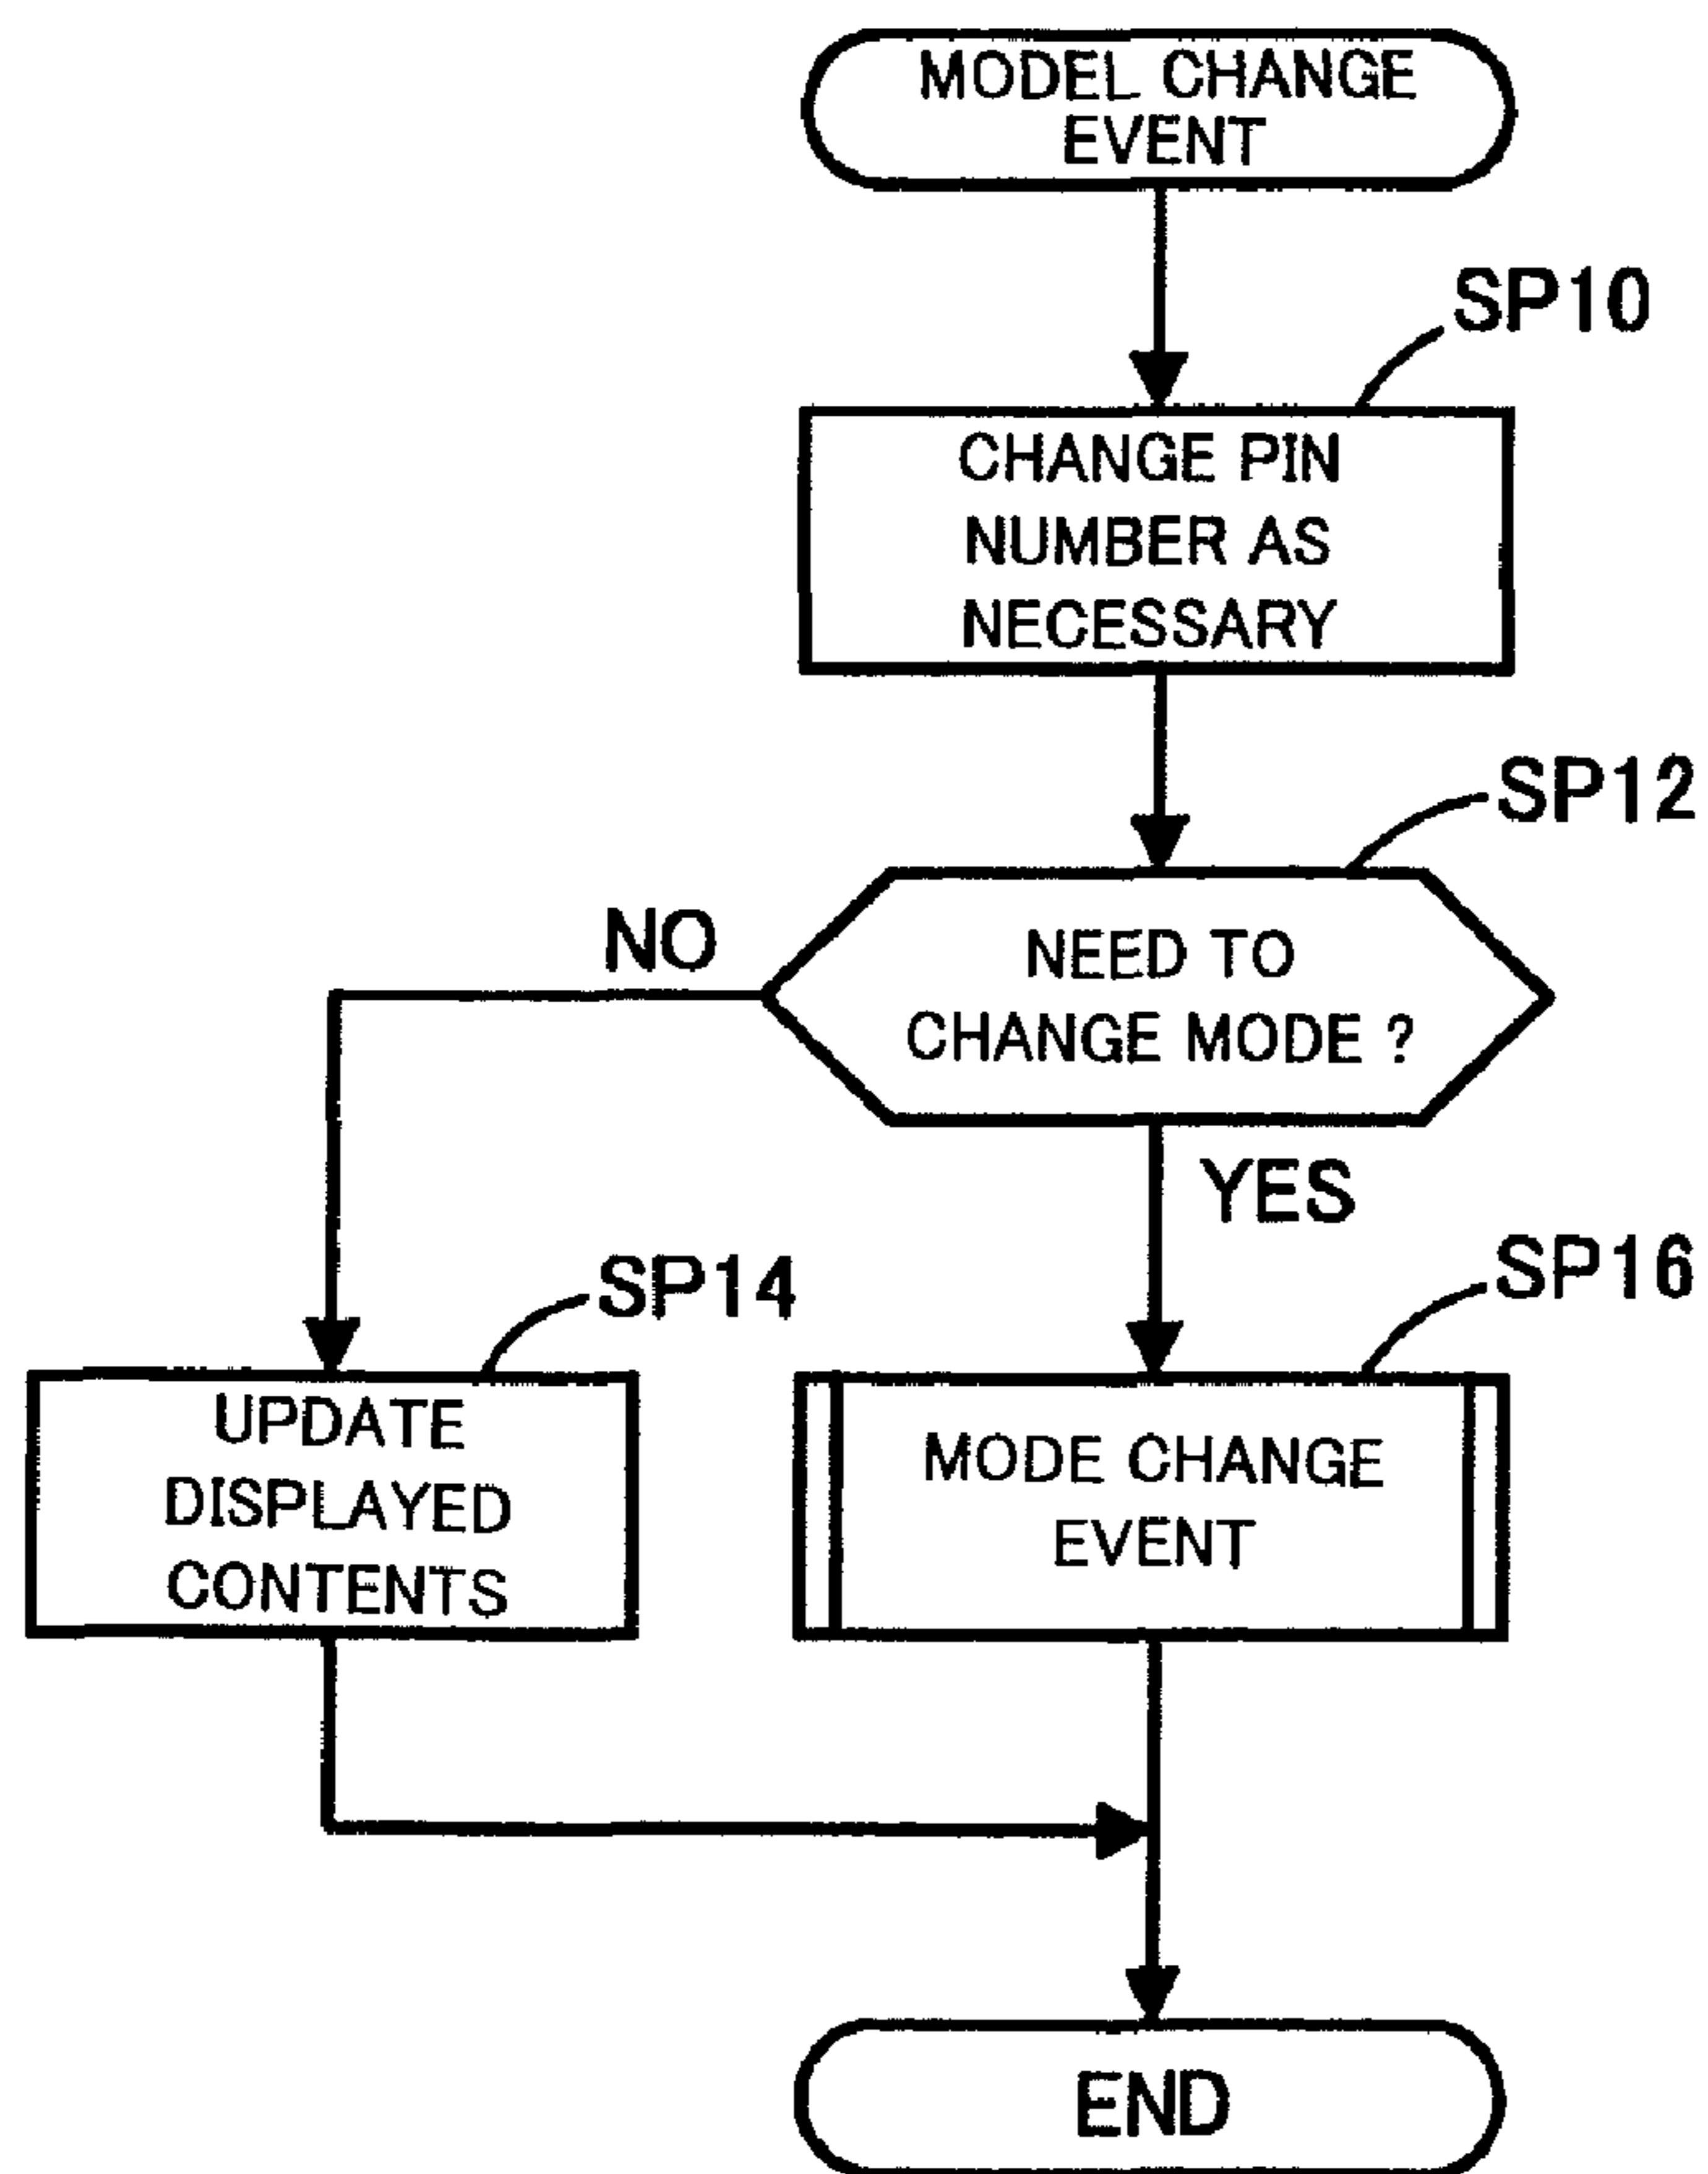 MODEL CHANGE
EVENT
SP10
CHANGE PIN
NUMBER AS
NECESSARY
SP12
NO
NEED TO
CHANGE MODE ?
YES
SP14
SP16
UPDATE
DISPLAYED
CONTENTS
MODE CHANGE
EVENT
END